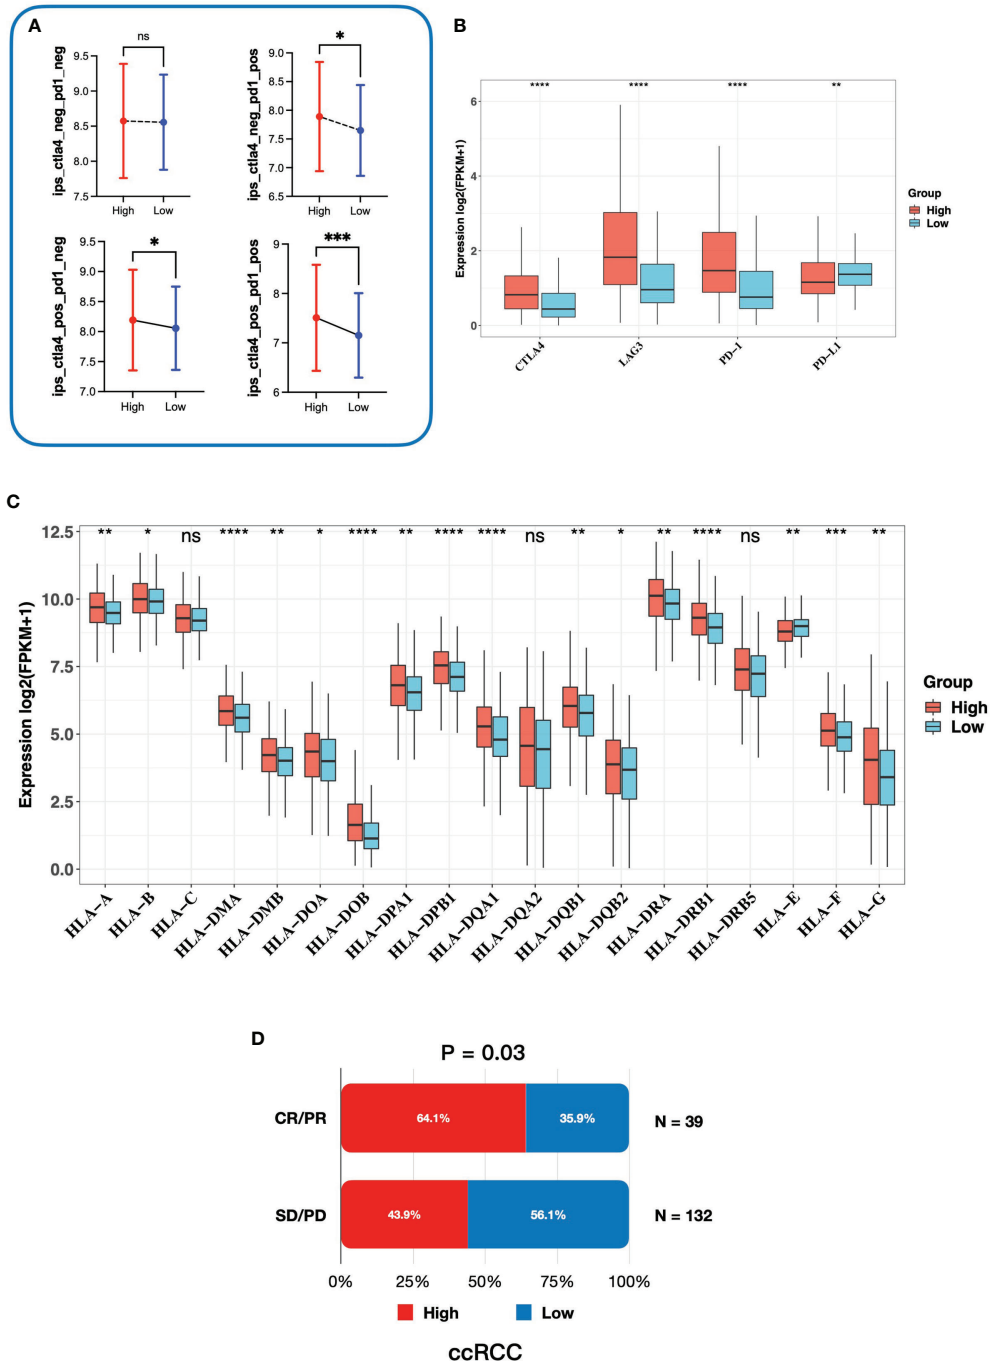 A
ns
ips_ctla4_neg_pd1_neg
9.5
9.0
8.5
8.0
7.5
High
Low
*
ips_ctla4_neg_pd1_pos
9.0
8.5
8.0
7.5
7.0
6.5
High
Low
*
ips_ctla4_pos_pd1_neg
9.5
9.0
8.5
8.0
7.5
7.0
High
Low
***
ips_ctla4_pos_pd1_pos
9
8
7
6
High
Low
B
Expression log2(FPKM+1)
6
4
2
0
**** **** **** **
CTLA4
LAG3
PD-1
PD-L1
Group
High
Low
C
Expression log2(FPKM+1)
12.5
10.0
7.5
5.0
2.5
0.0
** * ns **** ** * **** ** **** **** ns ** * ** **** ns ** *** **
HLA-A
HLA-B
HLA-C
HLA-DMA
HLA-DMB
HLA-DOA
HLA-DOB
HLA-DPA1
HLA-DPB1
HLA-DQA1
HLA-DQA2
HLA-DQB1
HLA-DQB2
HLA-DRA
HLA-DRB1
HLA-DRB5
HLA-E
HLA-F
HLA-G
Group
High
Low
D
P = 0.03
CR/PR 64.1% 35.9% N = 39
SD/PD 43.9% 56.1% N = 132
0% 25% 50% 75% 100%
High Low
ccRCC